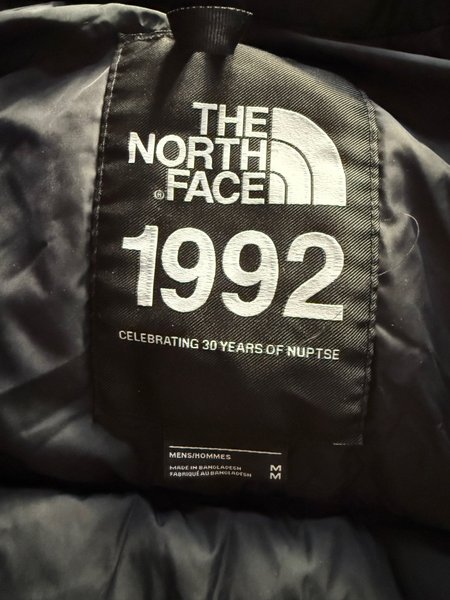 THE
NORTH
FACE
®
1992
CELEBRATING 30 YEARS OF NUPTSE
MENS/HOMMES
MADE IN BANGLADESH M
FABRIQUÉ AU BANGLADESH M